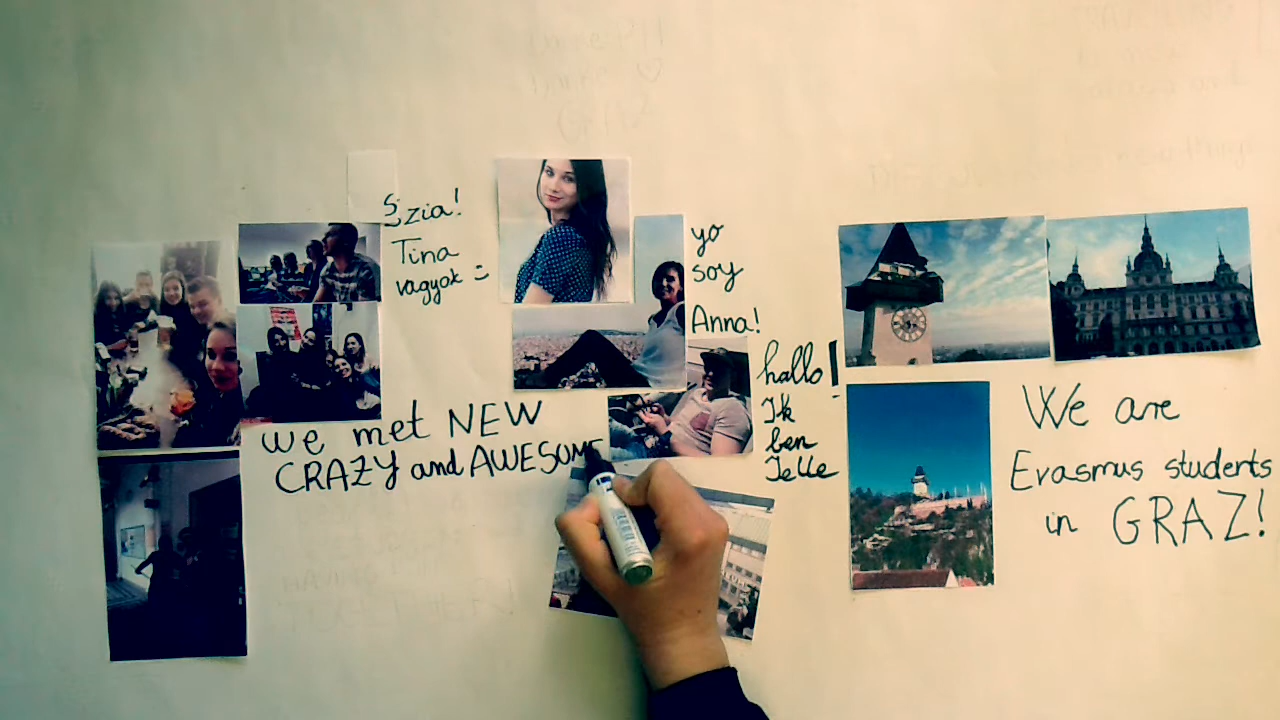 Szia!
Tina
vagyok
yo
soy
Anna!
hallo!
Ik
ben
Jelle
we met NEW
CRAZY and AWESOME
We are
Erasmus students
in GRAZ!